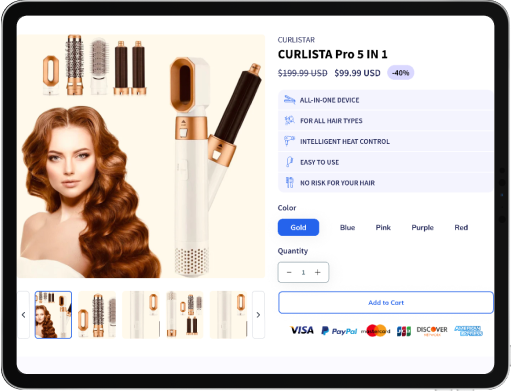 CURLISTAR
CURLISTA Pro 5 IN 1
$199.99 USD $99.99 USD -40%
ALL-IN-ONE DEVICE
FOR ALL HAIR TYPES
INTELLIGENT HEAT CONTROL
EASY TO USE
NO RISK FOR YOUR HAIR
Color
Gold Blue Pink Purple Red
Quantity
− 1 +
Add to Cart
VISA PayPal mastercard JCB DISCOVER AMERICAN EXPRESS